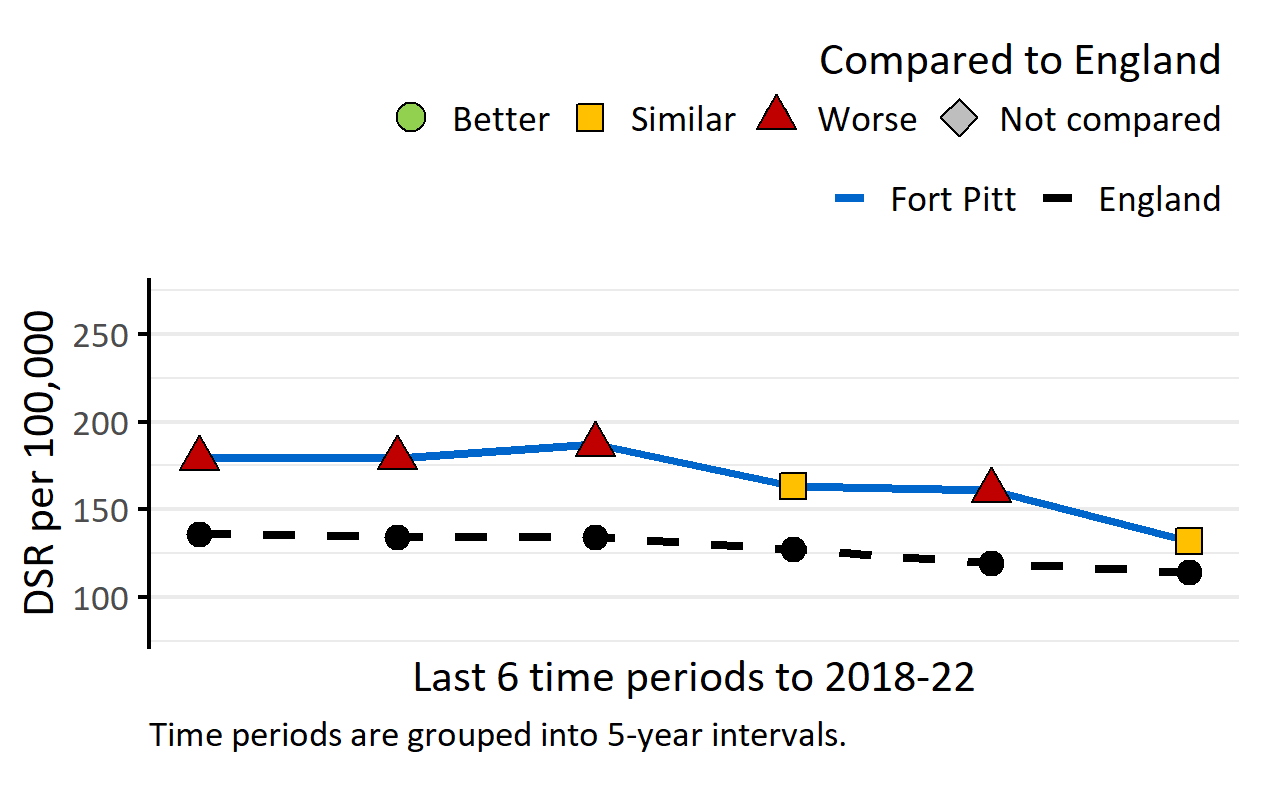 Compared to England
Better Similar Worse Not compared
Fort Pitt England
DSR per 100,000
250
200
150
100
Last 6 time periods to 2018-22
Time periods are grouped into 5-year intervals.